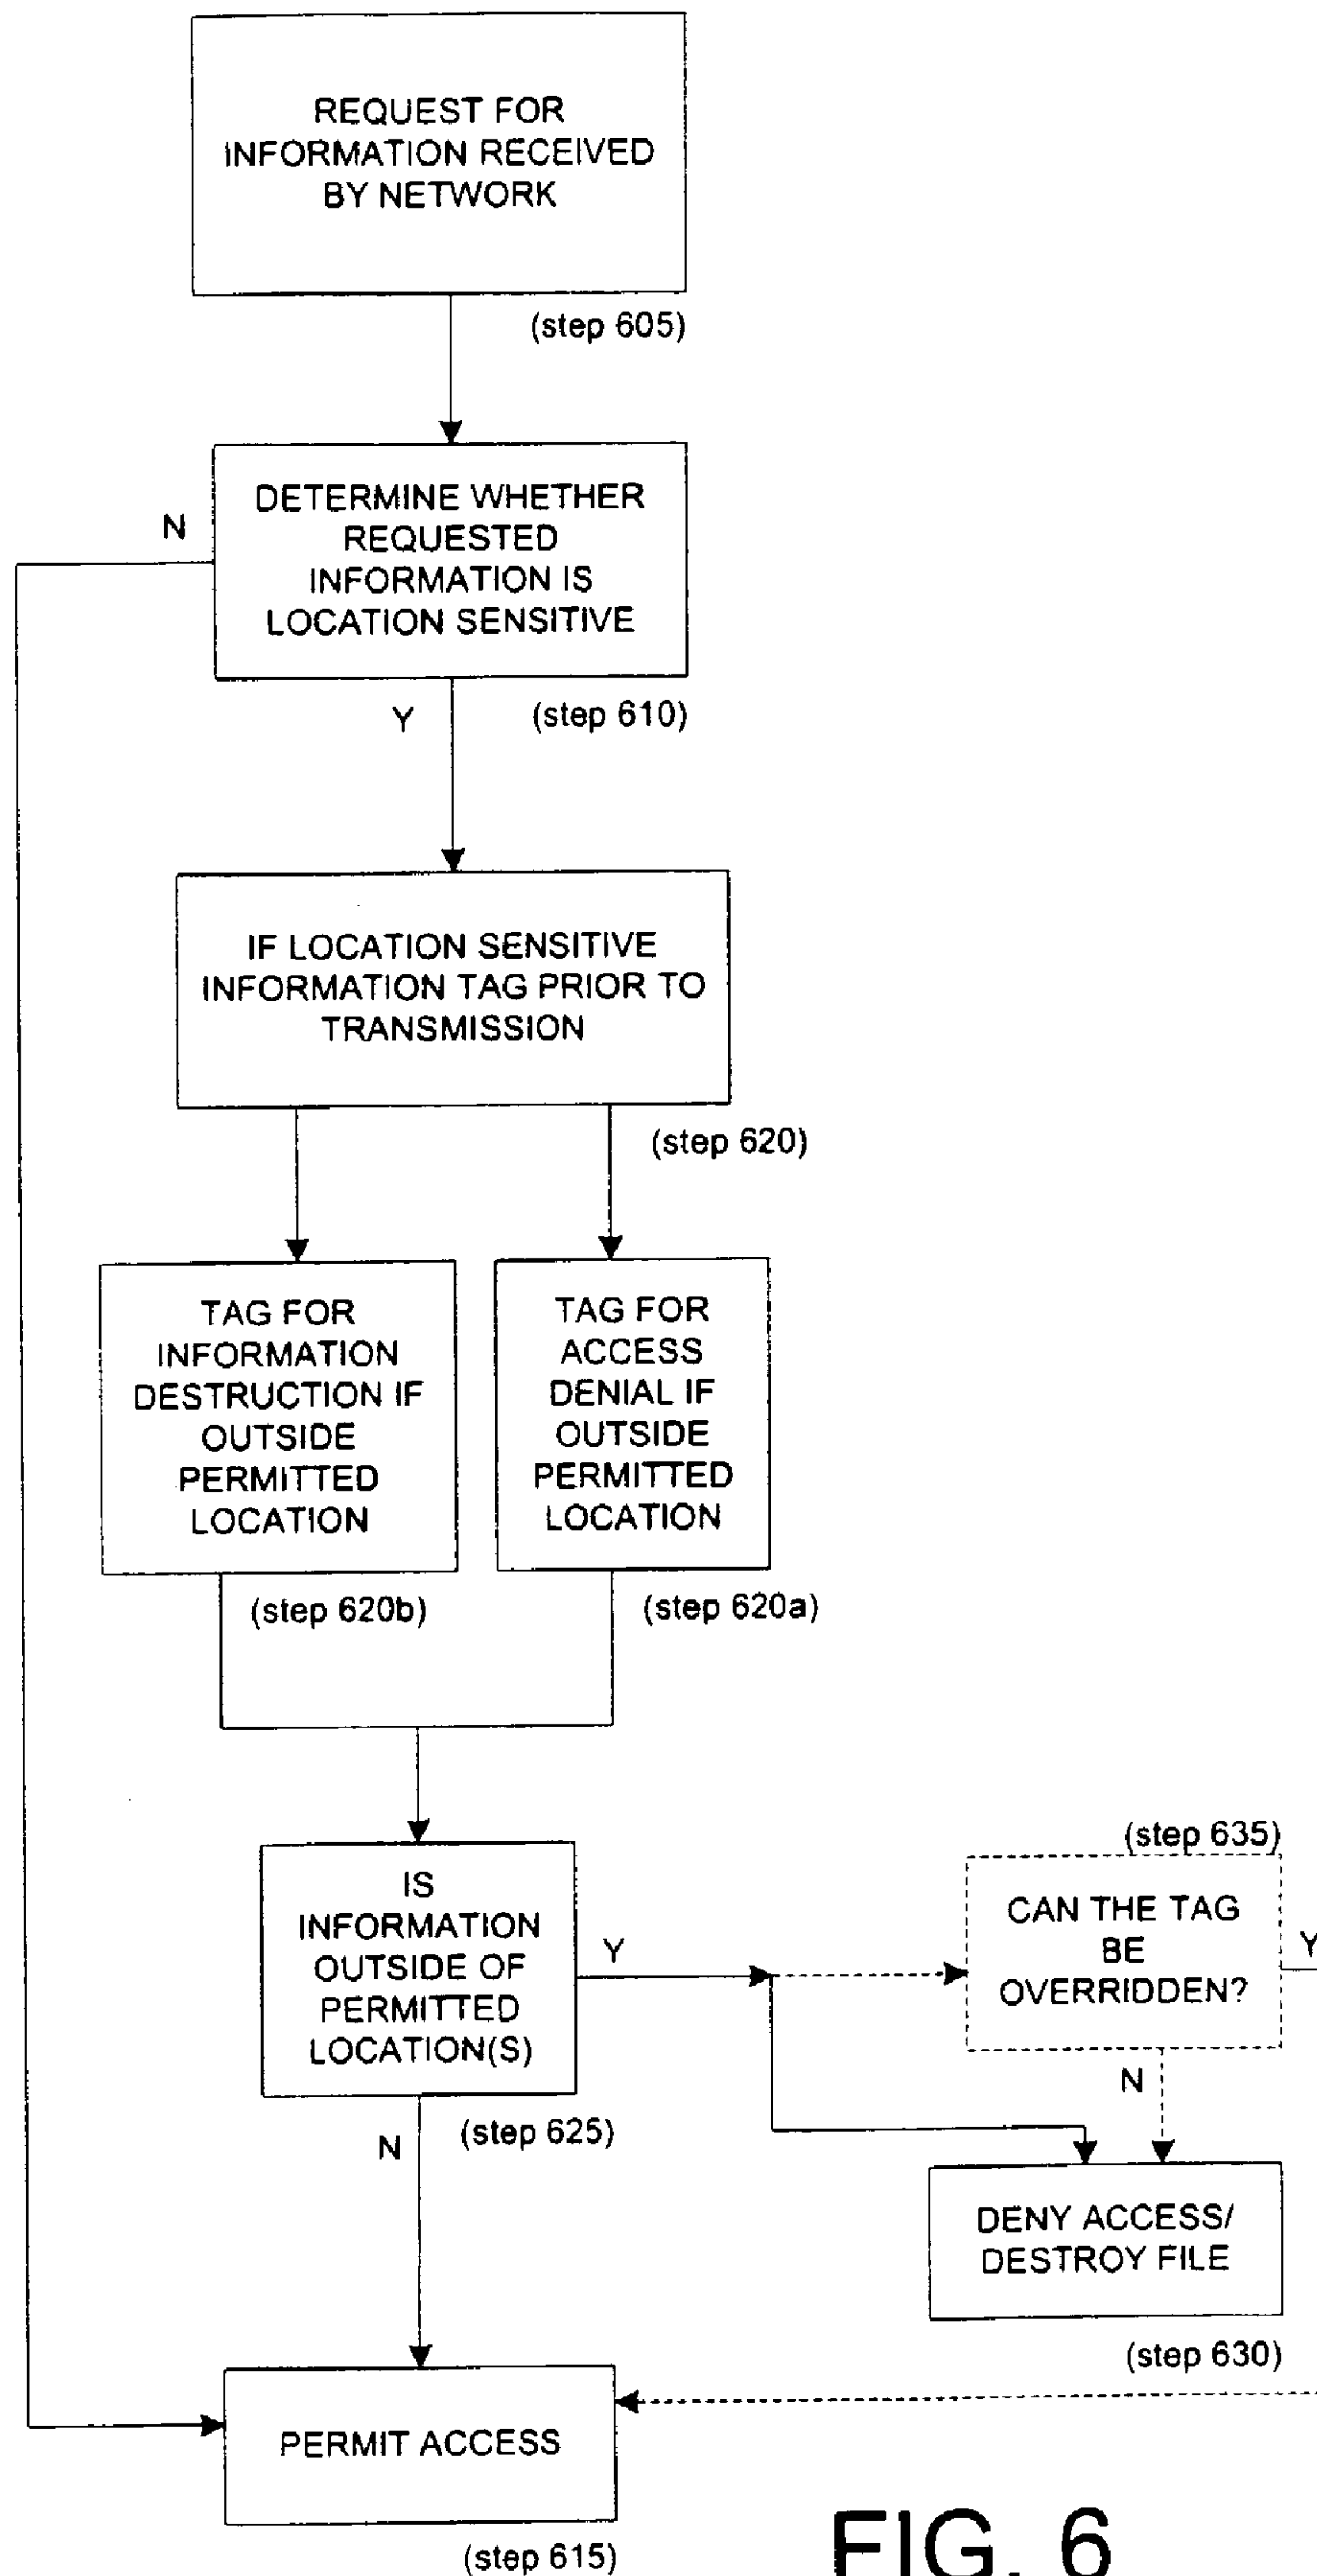 REQUEST FOR
INFORMATION RECEIVED
BY NETWORK
(step 605)
DETERMINE WHETHER
REQUESTED
INFORMATION IS
LOCATION SENSITIVE
N
Y
(step 610)
IF LOCATION SENSITIVE
INFORMATION TAG PRIOR TO
TRANSMISSION
(step 620)
TAG FOR
INFORMATION
DESTRUCTION IF
OUTSIDE
PERMITTED
LOCATION
(step 620b)
TAG FOR
ACCESS
DENIAL IF
OUTSIDE
PERMITTED
LOCATION
(step 620a)
IS
INFORMATION
OUTSIDE OF
PERMITTED
LOCATION(S)
Y
N
(step 625)
(step 635)
CAN THE TAG
BE
OVERRIDDEN?
Y
N
DENY ACCESS/
DESTROY FILE
(step 630)
PERMIT ACCESS
(step 615)
FIG. 6